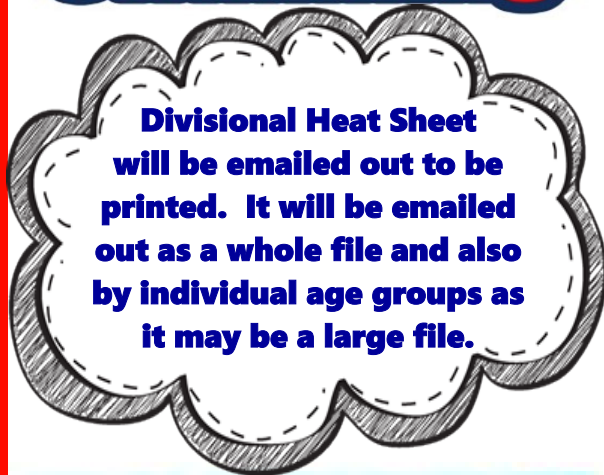 Divisional Heat Sheet
will be emailed out to be
printed.  It will be emailed
out as a whole file and also
by individual age groups as
it may be a large file.